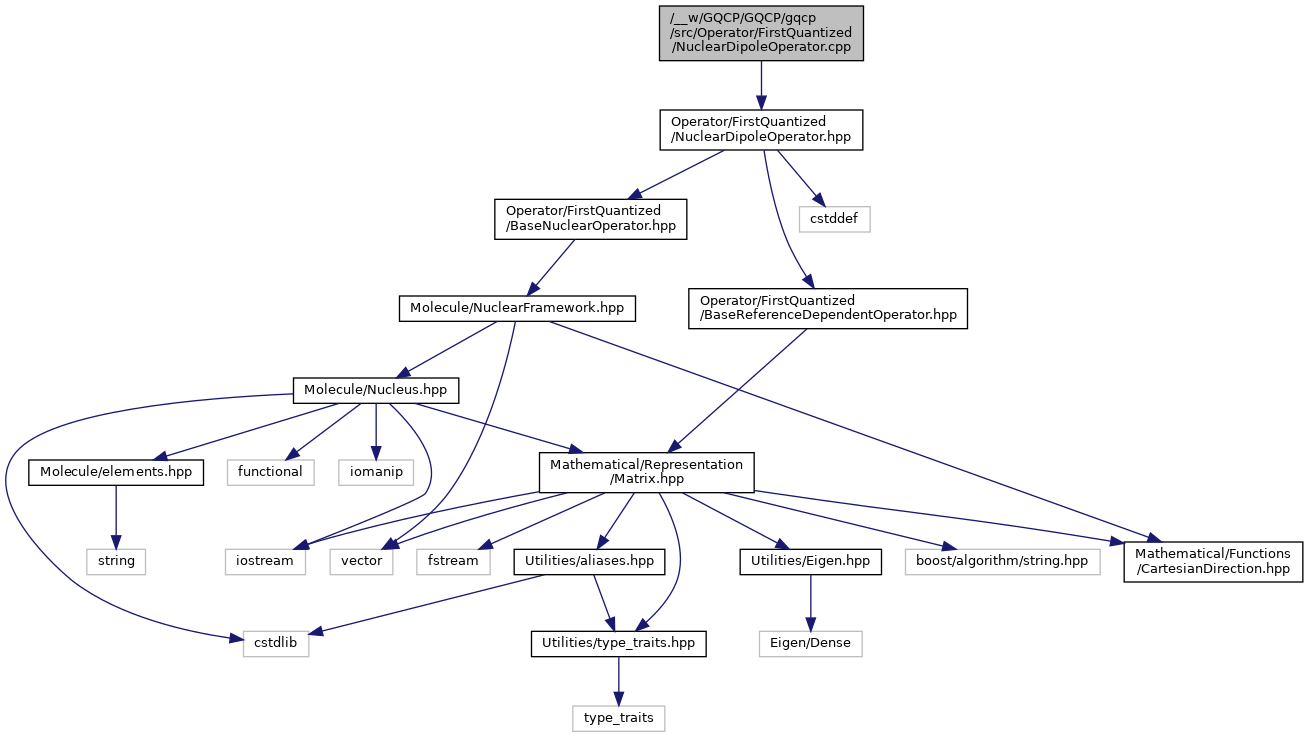 /__w/GQCP/GQCP/gqcp
/src/Operator/FirstQuantized
/NuclearDipoleOperator.cpp
Operator/FirstQuantized
/NuclearDipoleOperator.hpp
Operator/FirstQuantized
/BaseNuclearOperator.hpp
cstddef
Molecule/NuclearFramework.hpp
Operator/FirstQuantized
/BaseReferenceDependentOperator.hpp
Molecule/Nucleus.hpp
Molecule/elements.hpp
functional
iomanip
Mathematical/Representation
/Matrix.hpp
string
iostream
vector
fstream
Utilities/aliases.hpp
Utilities/Eigen.hpp
boost/algorithm/string.hpp
Mathematical/Functions
/CartesianDirection.hpp
cstdlib
Utilities/type_traits.hpp
Eigen/Dense
type_traits